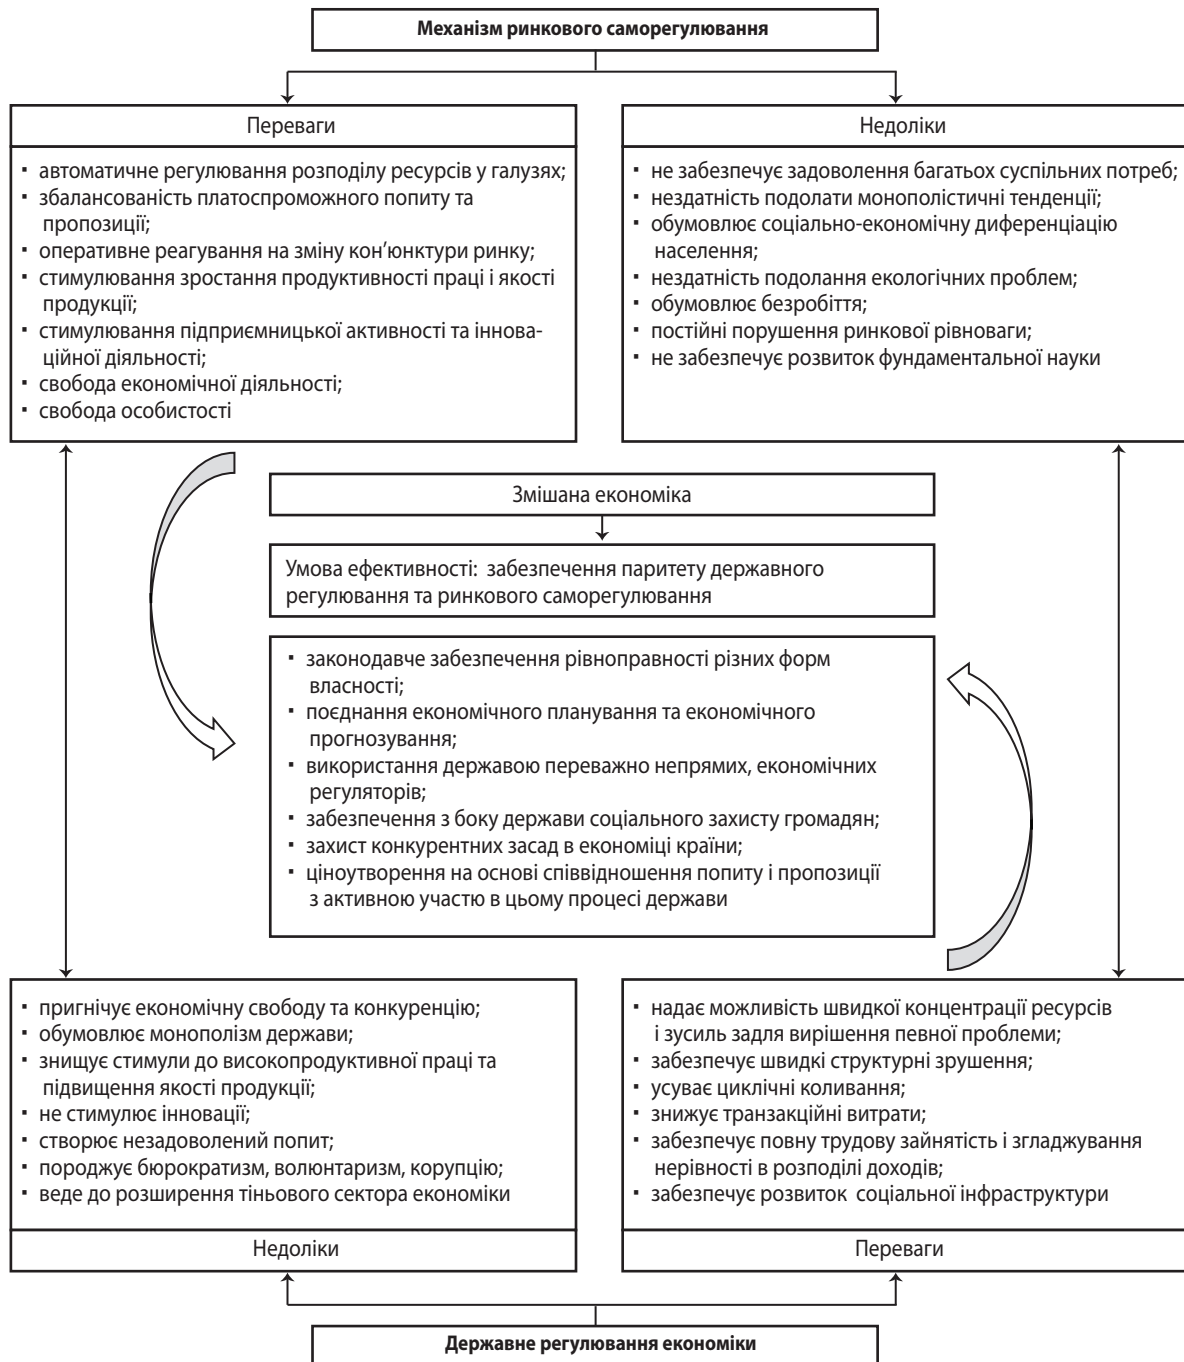 Механізм ринкового саморегулювання
Переваги
▪ автоматичне регулювання розподілу ресурсів у галузях;
▪ збалансованість платоспроможного попиту та
пропозиції;
▪ оперативне реагування на зміну кон’юнктури ринку;
▪ стимулювання зростання продуктивності праці і якості
продукції;
▪ стимулювання підприємницької активності та іннова-
ційної діяльності;
▪ свобода економічної діяльності;
▪ свобода особистості
Недоліки
▪ не забезпечує задоволення багатьох суспільних потреб;
▪ нездатність подолати монополістичні тенденції;
▪ обумовлює соціально-економічну диференціацію
населення;
▪ нездатність подолання екологічних проблем;
▪ обумовлює безробіття;
▪ постійні порушення ринкової рівноваги;
▪ не забезпечує розвиток фундаментальної науки
Змішана економіка
Умова ефективності: забезпечення паритету державного
регулювання та ринкового саморегулювання
▪ законодавче забезпечення рівноправності різних форм
власності;
▪ поєднання економічного планування та економічного
прогнозування;
▪ використання державою переважно непрямих, економічних
регуляторів;
▪ забезпечення з боку держави соціального захисту громадян;
▪ захист конкурентних засад в економіці країни;
▪ ціноутворення на основі співвідношення попиту і пропозиції
з активною участю в цьому процесі держави
▪ пригнічує економічну свободу та конкуренцію;
▪ обумовлює монополізм держави;
▪ знищує стимули до високопродуктивної праці та
підвищення якості продукції;
▪ не стимулює інновації;
▪ створює незадоволений попит;
▪ породжує бюрократизм, волюнтаризм, корупцію;
▪ веде до розширення тіньового сектора економіки
Недоліки
▪ надає можливість швидкої концентрації ресурсів
і зусиль задля вирішення певної проблеми;
▪ забезпечує швидкі структурні зрушення;
▪ усуває циклічні коливання;
▪ знижує транзакційні витрати;
▪ забезпечує повну трудову зайнятість і згладжування
нерівності в розподілі доходів;
▪ забезпечує розвиток соціальної інфраструктури
Переваги
Державне регулювання економіки